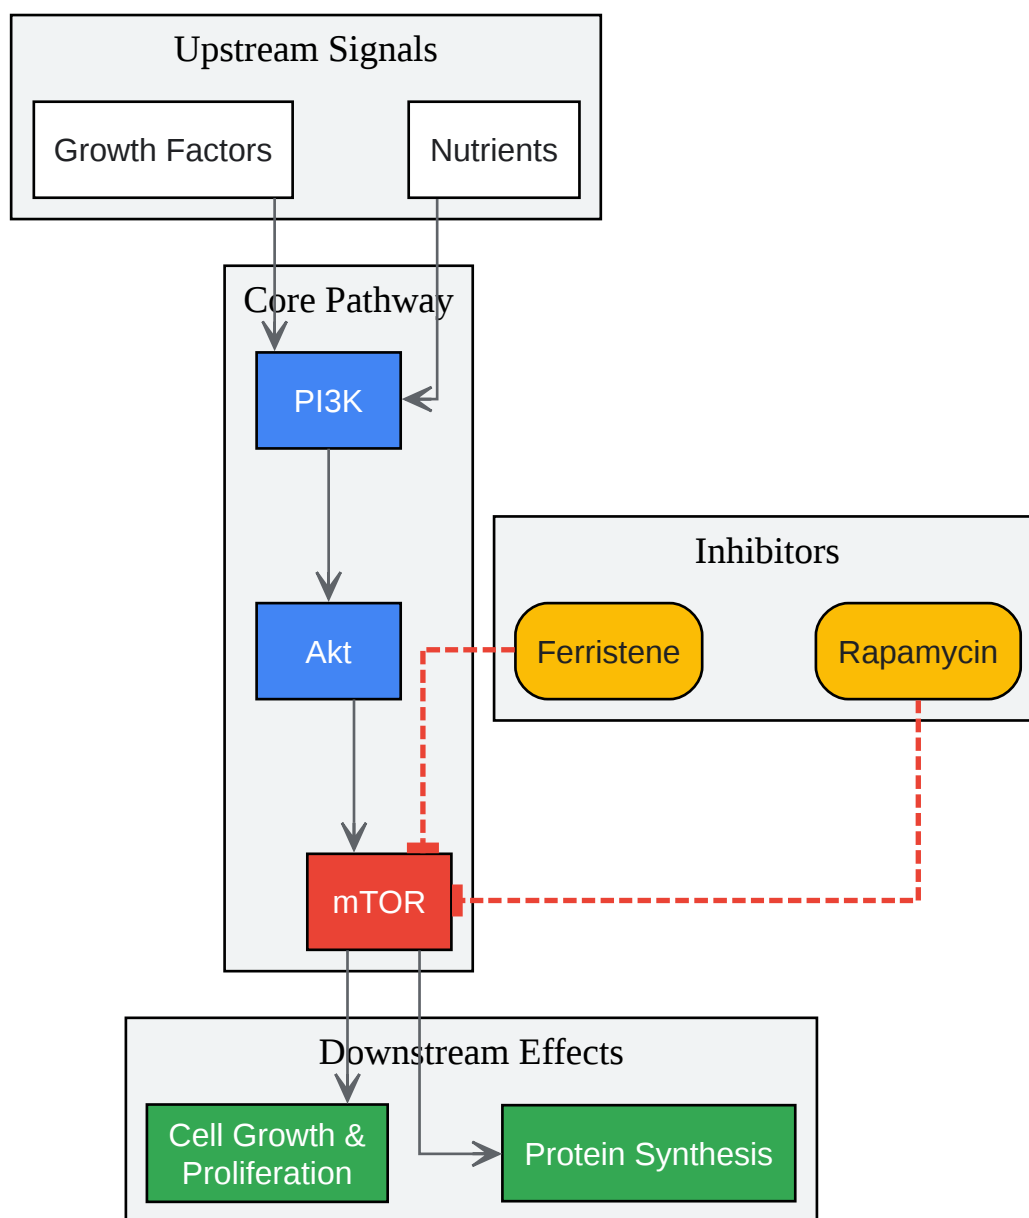 Upstream Signals
Growth Factors
Nutrients
Core Pathway
PI3K
Inhibitors
Akt
Ferristene
Rapamycin
mTOR
Downstream Effects
Cell Growth &
Proliferation
Protein Synthesis